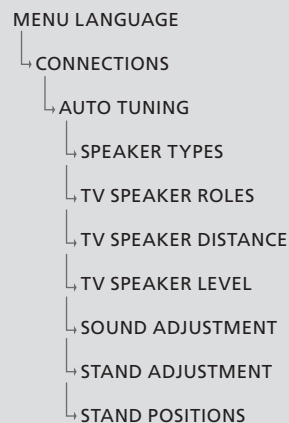 MENU LANGUAGE
CONNECTIONS
AUTO TUNING
SPEAKER TYPES
TV SPEAKER ROLES
TV SPEAKER DISTANCE
TV SPEAKER LEVEL
SOUND ADJUSTMENT
STAND ADJUSTMENT
STAND POSITIONS